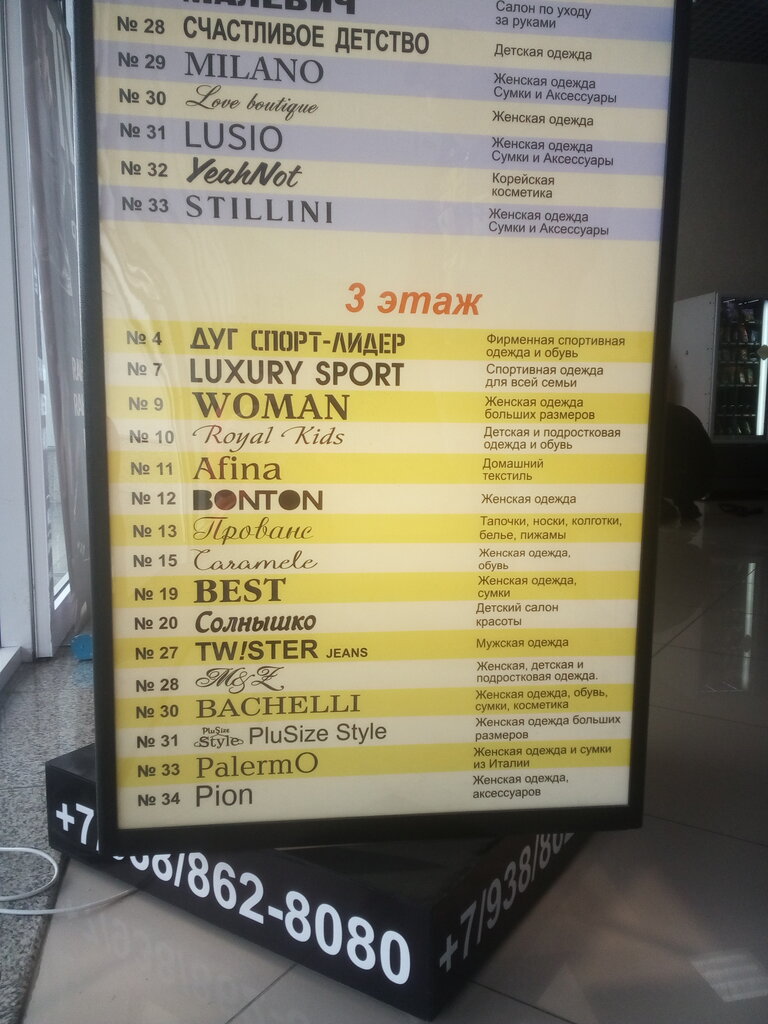 МАЛЕВИЧ Салон по уходу
за руками
№ 28 СЧАСТЛИВОЕ ДЕТСТВО Детская одежда
№ 29 MILANO Женская одежда
Сумки и Аксессуары
№ 30 Love boutique Женская одежда
№ 31 LUSIO Женская одежда
Сумки и Аксессуары
№ 32 YeahNot Корейская
косметика
№ 33 STILLINI Женская одежда
Сумки и Аксессуары
3 этаж
№ 4 ДУГ СПОРТ-ЛИДЕР Фирменная спортивная
одежда и обувь
№ 7 LUXURY SPORT Спортивная одежда
для всей семьи
№ 9 WOMAN Женская одежда
больших размеров
№ 10 Royal Kids Детская и подростковая
одежда и обувь
№ 11 Afina Домашний
текстиль
№ 12 BONTON Женская одежда
№ 13 Прованс Тапочки, носки, колготки,
белье, пижамы
№ 15 Caramele Женская одежда,
обувь
№ 19 BEST Женская одежда,
сумки
№ 20 Солнышко Детский салон
красоты
№ 27 TW!STER JEANS Мужская одежда
№ 28 M&Z Женская, детская и
подростковая одежда.
№ 30 BACHELLI Женская одежда, обувь,
сумки, косметика
№ 31 PluSize Style PluSize Style Женская одежда больших
размеров
№ 33 PalermO Женская одежда и сумки
из Италии
№ 34 Pion Женская одежда,
аксессуаров
+7/938/862-8080
+7/938/862